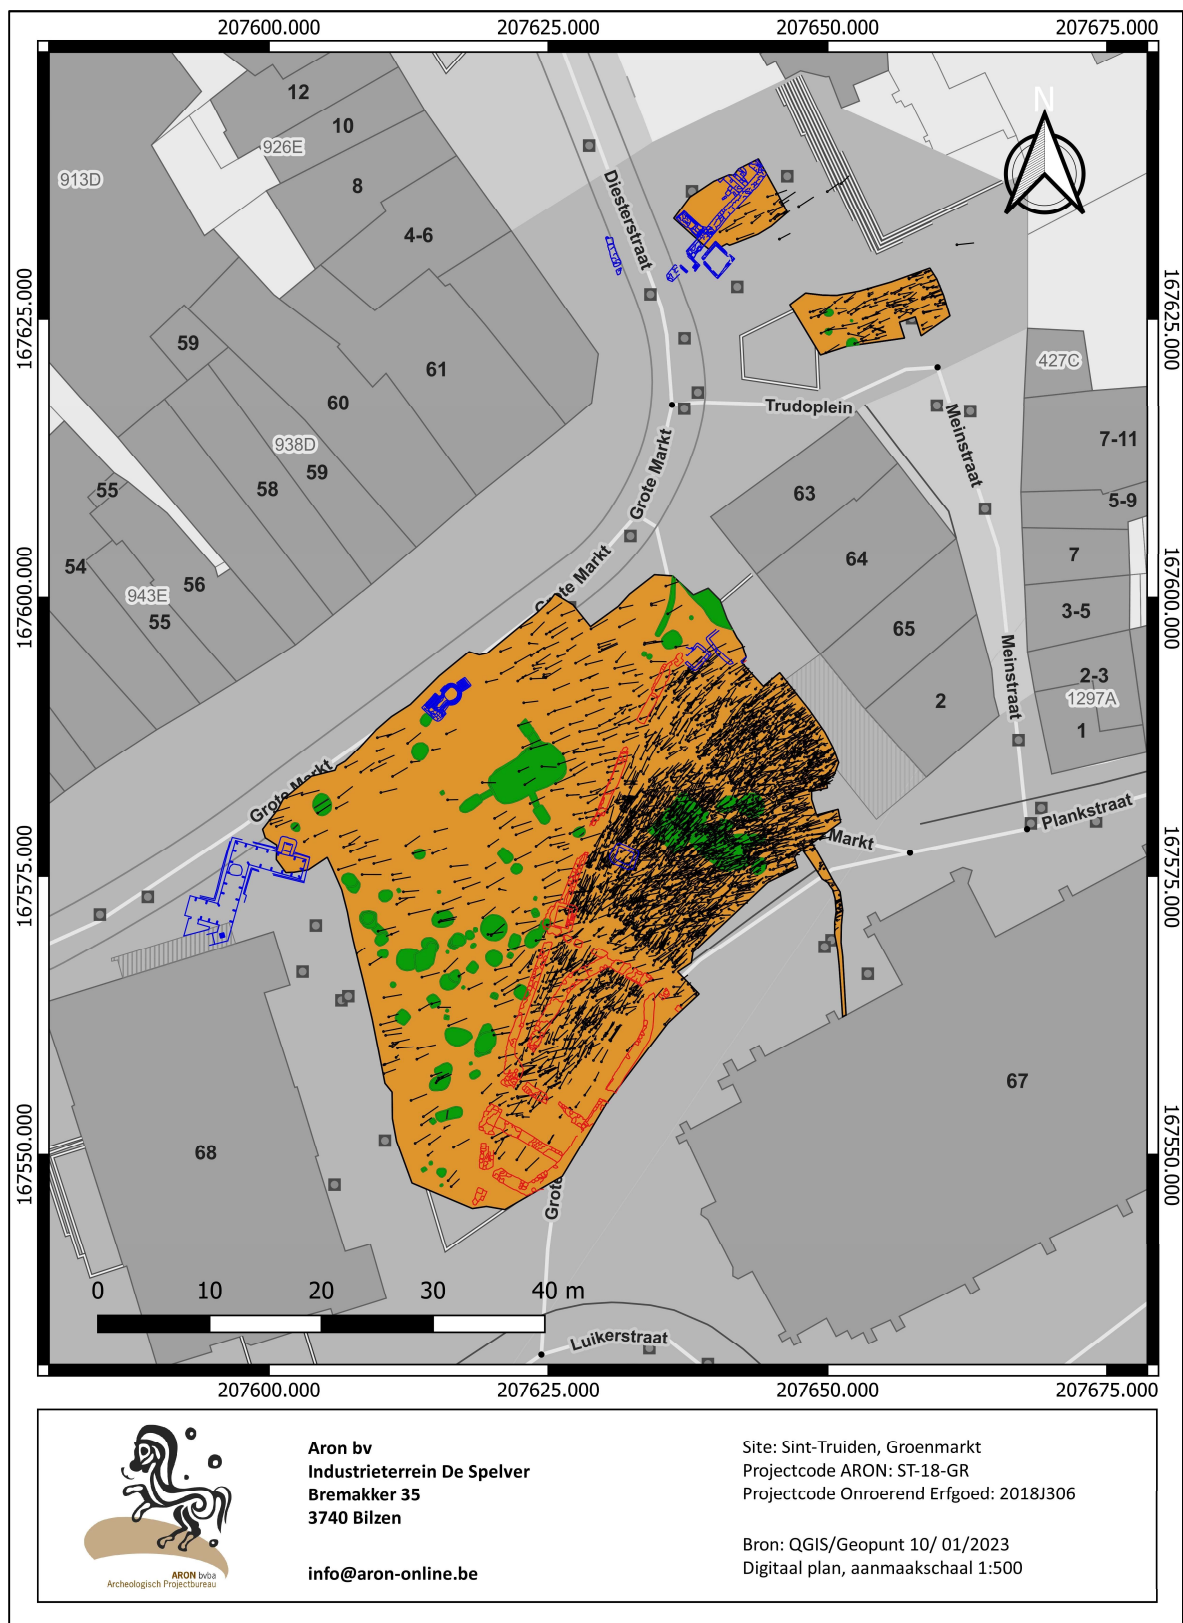 207600.000 207625.000 207650.000 207675.000
N
12
10
926E
913D
8
4-6
Diesterstraat
167625.000
167625.000
59
61
427C
60
Trudoplein
Meinstraat
7-11
938D
59
Grote Markt
58
63
55
5-9
64
7
54
56
Grote Markt
943E
55
167600.000
167600.000
3-5
65
Meinstraat
2-3
1297A
2
1
Grote Markt
Markt
Plankstraat
167575.000
167575.000
67
68
167550.000
167550.000
Grote
0 10 20 30 40 m
Luikerstraat
207600.000 207625.000 207650.000 207675.000
ARON bvba
Archeologisch Projectbureau
Aron bv
Industrieterrein De Spelver
Bremakker 35
3740 Bilzen
info@aron-online.be
Site: Sint-Truiden, Groenmarkt
Projectcode ARON: ST-18-GR
Projectcode Onroerend Erfgoed: 2018J306
Bron: QGIS/Geopunt 10/ 01/2023
Digitaal plan, aanmaakschaal 1:500